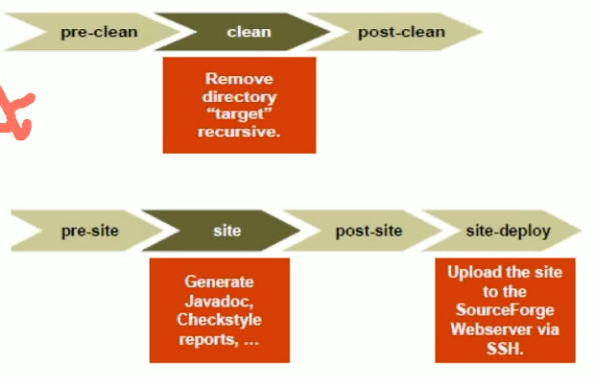 pre-clean clean post-clean
Remove
directory
“target”
recursive.
pre-site site post-site site-deploy
Generate
Javadoc,
Checkstyle
reports, ...
Upload the site
to the
SourceForge
Webserver via
SSH.